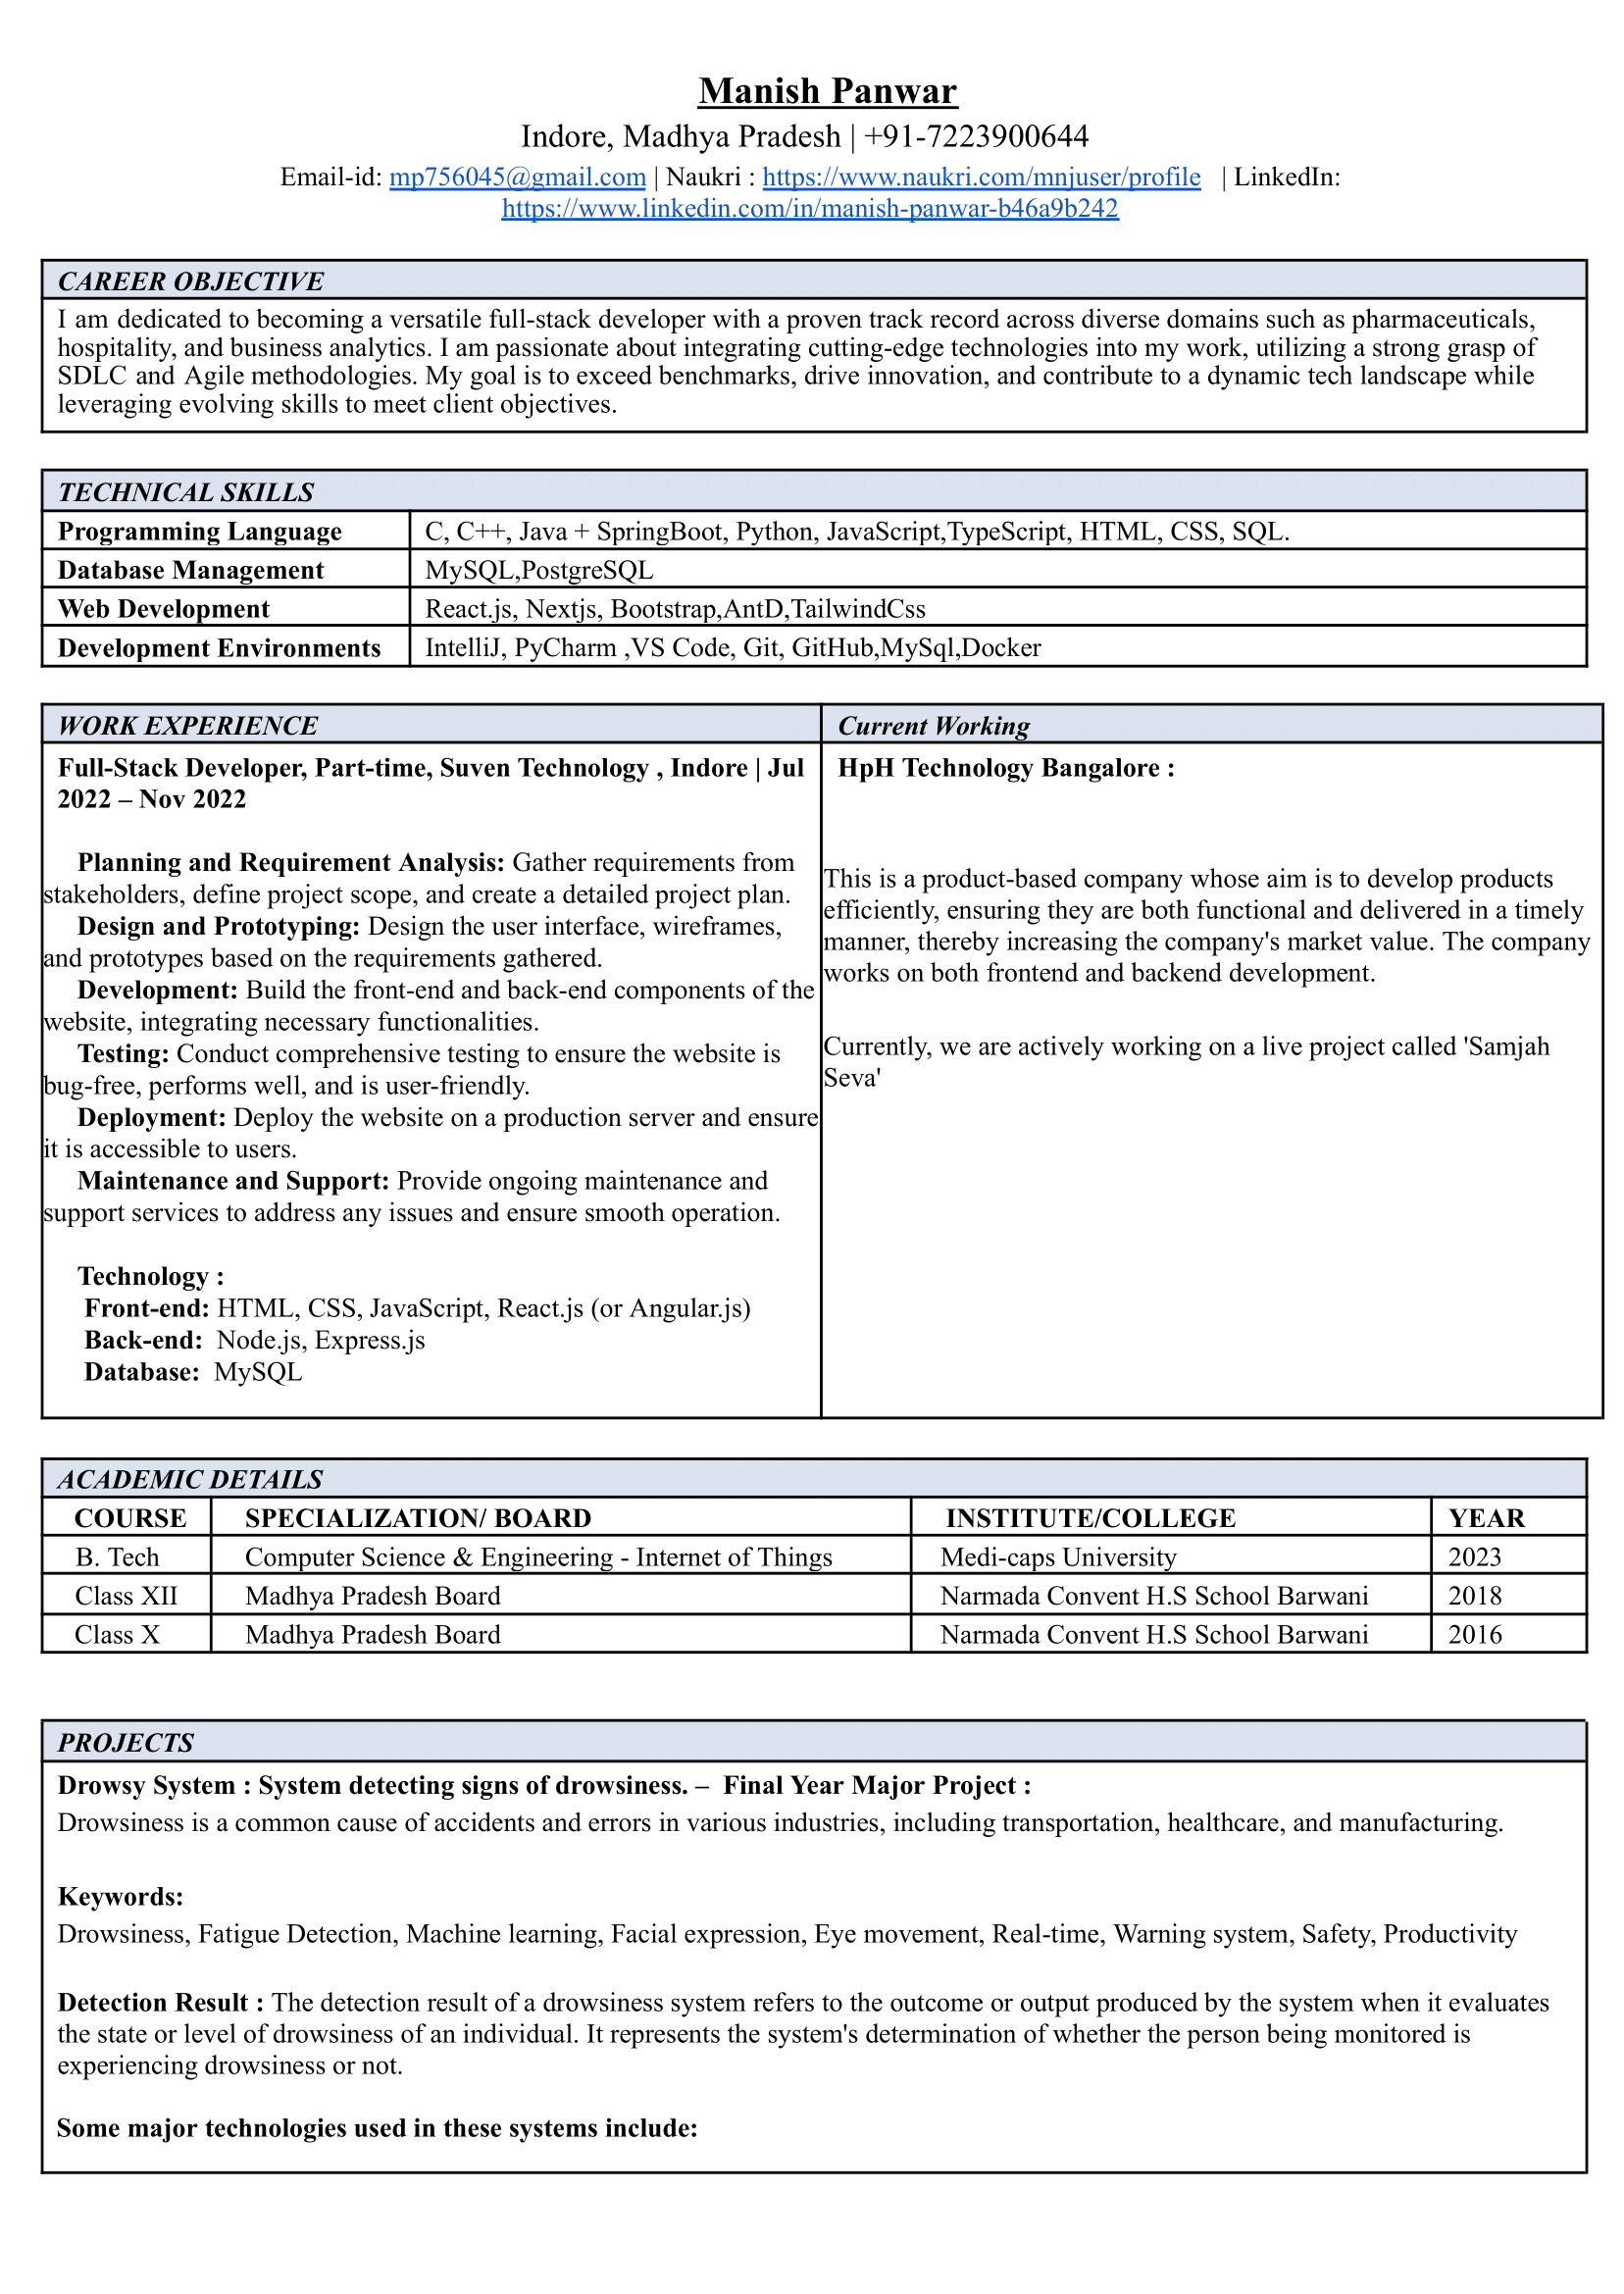 Manish Panwar
Indore, Madhya Pradesh | +91-7223900644
Email-id: mp756045@gmail.com | Naukri : https://www.naukri.com/mnjuser/profile | LinkedIn:
https://www.linkedin.com/in/manish-panwar-b46a9b242
CAREER OBJECTIVE
I am dedicated to becoming a versatile full-stack developer with a proven track record across diverse domains such as pharmaceuticals,
hospitality, and business analytics. I am passionate about integrating cutting-edge technologies into my work, utilizing a strong grasp of
SDLC and Agile methodologies. My goal is to exceed benchmarks, drive innovation, and contribute to a dynamic tech landscape while
leveraging evolving skills to meet client objectives.
TECHNICAL SKILLS
Programming Language C, C++, Java + SpringBoot, Python, JavaScript,TypeScript, HTML, CSS, SQL.
Database Management MySQL,PostgreSQL
Web Development React.js, Nextjs, Bootstrap,AntD,TailwindCss
Development Environments IntelliJ, PyCharm ,VS Code, Git, GitHub,MySql,Docker
WORK EXPERIENCE
Full-Stack Developer, Part-time, Suven Technology , Indore | Jul
2022 – Nov 2022
Planning and Requirement Analysis: Gather requirements from
stakeholders, define project scope, and create a detailed project plan.
Design and Prototyping: Design the user interface, wireframes,
and prototypes based on the requirements gathered.
Development: Build the front-end and back-end components of the
website, integrating necessary functionalities.
Testing: Conduct comprehensive testing to ensure the website is
bug-free, performs well, and is user-friendly.
Deployment: Deploy the website on a production server and ensure
it is accessible to users.
Maintenance and Support: Provide ongoing maintenance and
support services to address any issues and ensure smooth operation.
Technology :
Front-end: HTML, CSS, JavaScript, React.js (or Angular.js)
Back-end: Node.js, Express.js
Database: MySQL
Current Working
HpH Technology Bangalore :
This is a product-based company whose aim is to develop products
efficiently, ensuring they are both functional and delivered in a timely
manner, thereby increasing the company's market value. The company
works on both frontend and backend development.
Currently, we are actively working on a live project called 'Samjah
Seva'
ACADEMIC DETAILS
COURSE SPECIALIZATION/ BOARD INSTITUTE/COLLEGE YEAR
B. Tech Computer Science & Engineering - Internet of Things Medi-caps University 2023
Class XII Madhya Pradesh Board Narmada Convent H.S School Barwani 2018
Class X Madhya Pradesh Board Narmada Convent H.S School Barwani 2016
PROJECTS
Drowsy System : System detecting signs of drowsiness. – Final Year Major Project :
Drowsiness is a common cause of accidents and errors in various industries, including transportation, healthcare, and manufacturing.
Keywords:
Drowsiness, Fatigue Detection, Machine learning, Facial expression, Eye movement, Real-time, Warning system, Safety, Productivity
Detection Result : The detection result of a drowsiness system refers to the outcome or output produced by the system when it evaluates
the state or level of drowsiness of an individual. It represents the system's determination of whether the person being monitored is
experiencing drowsiness or not.
Some major technologies used in these systems include: